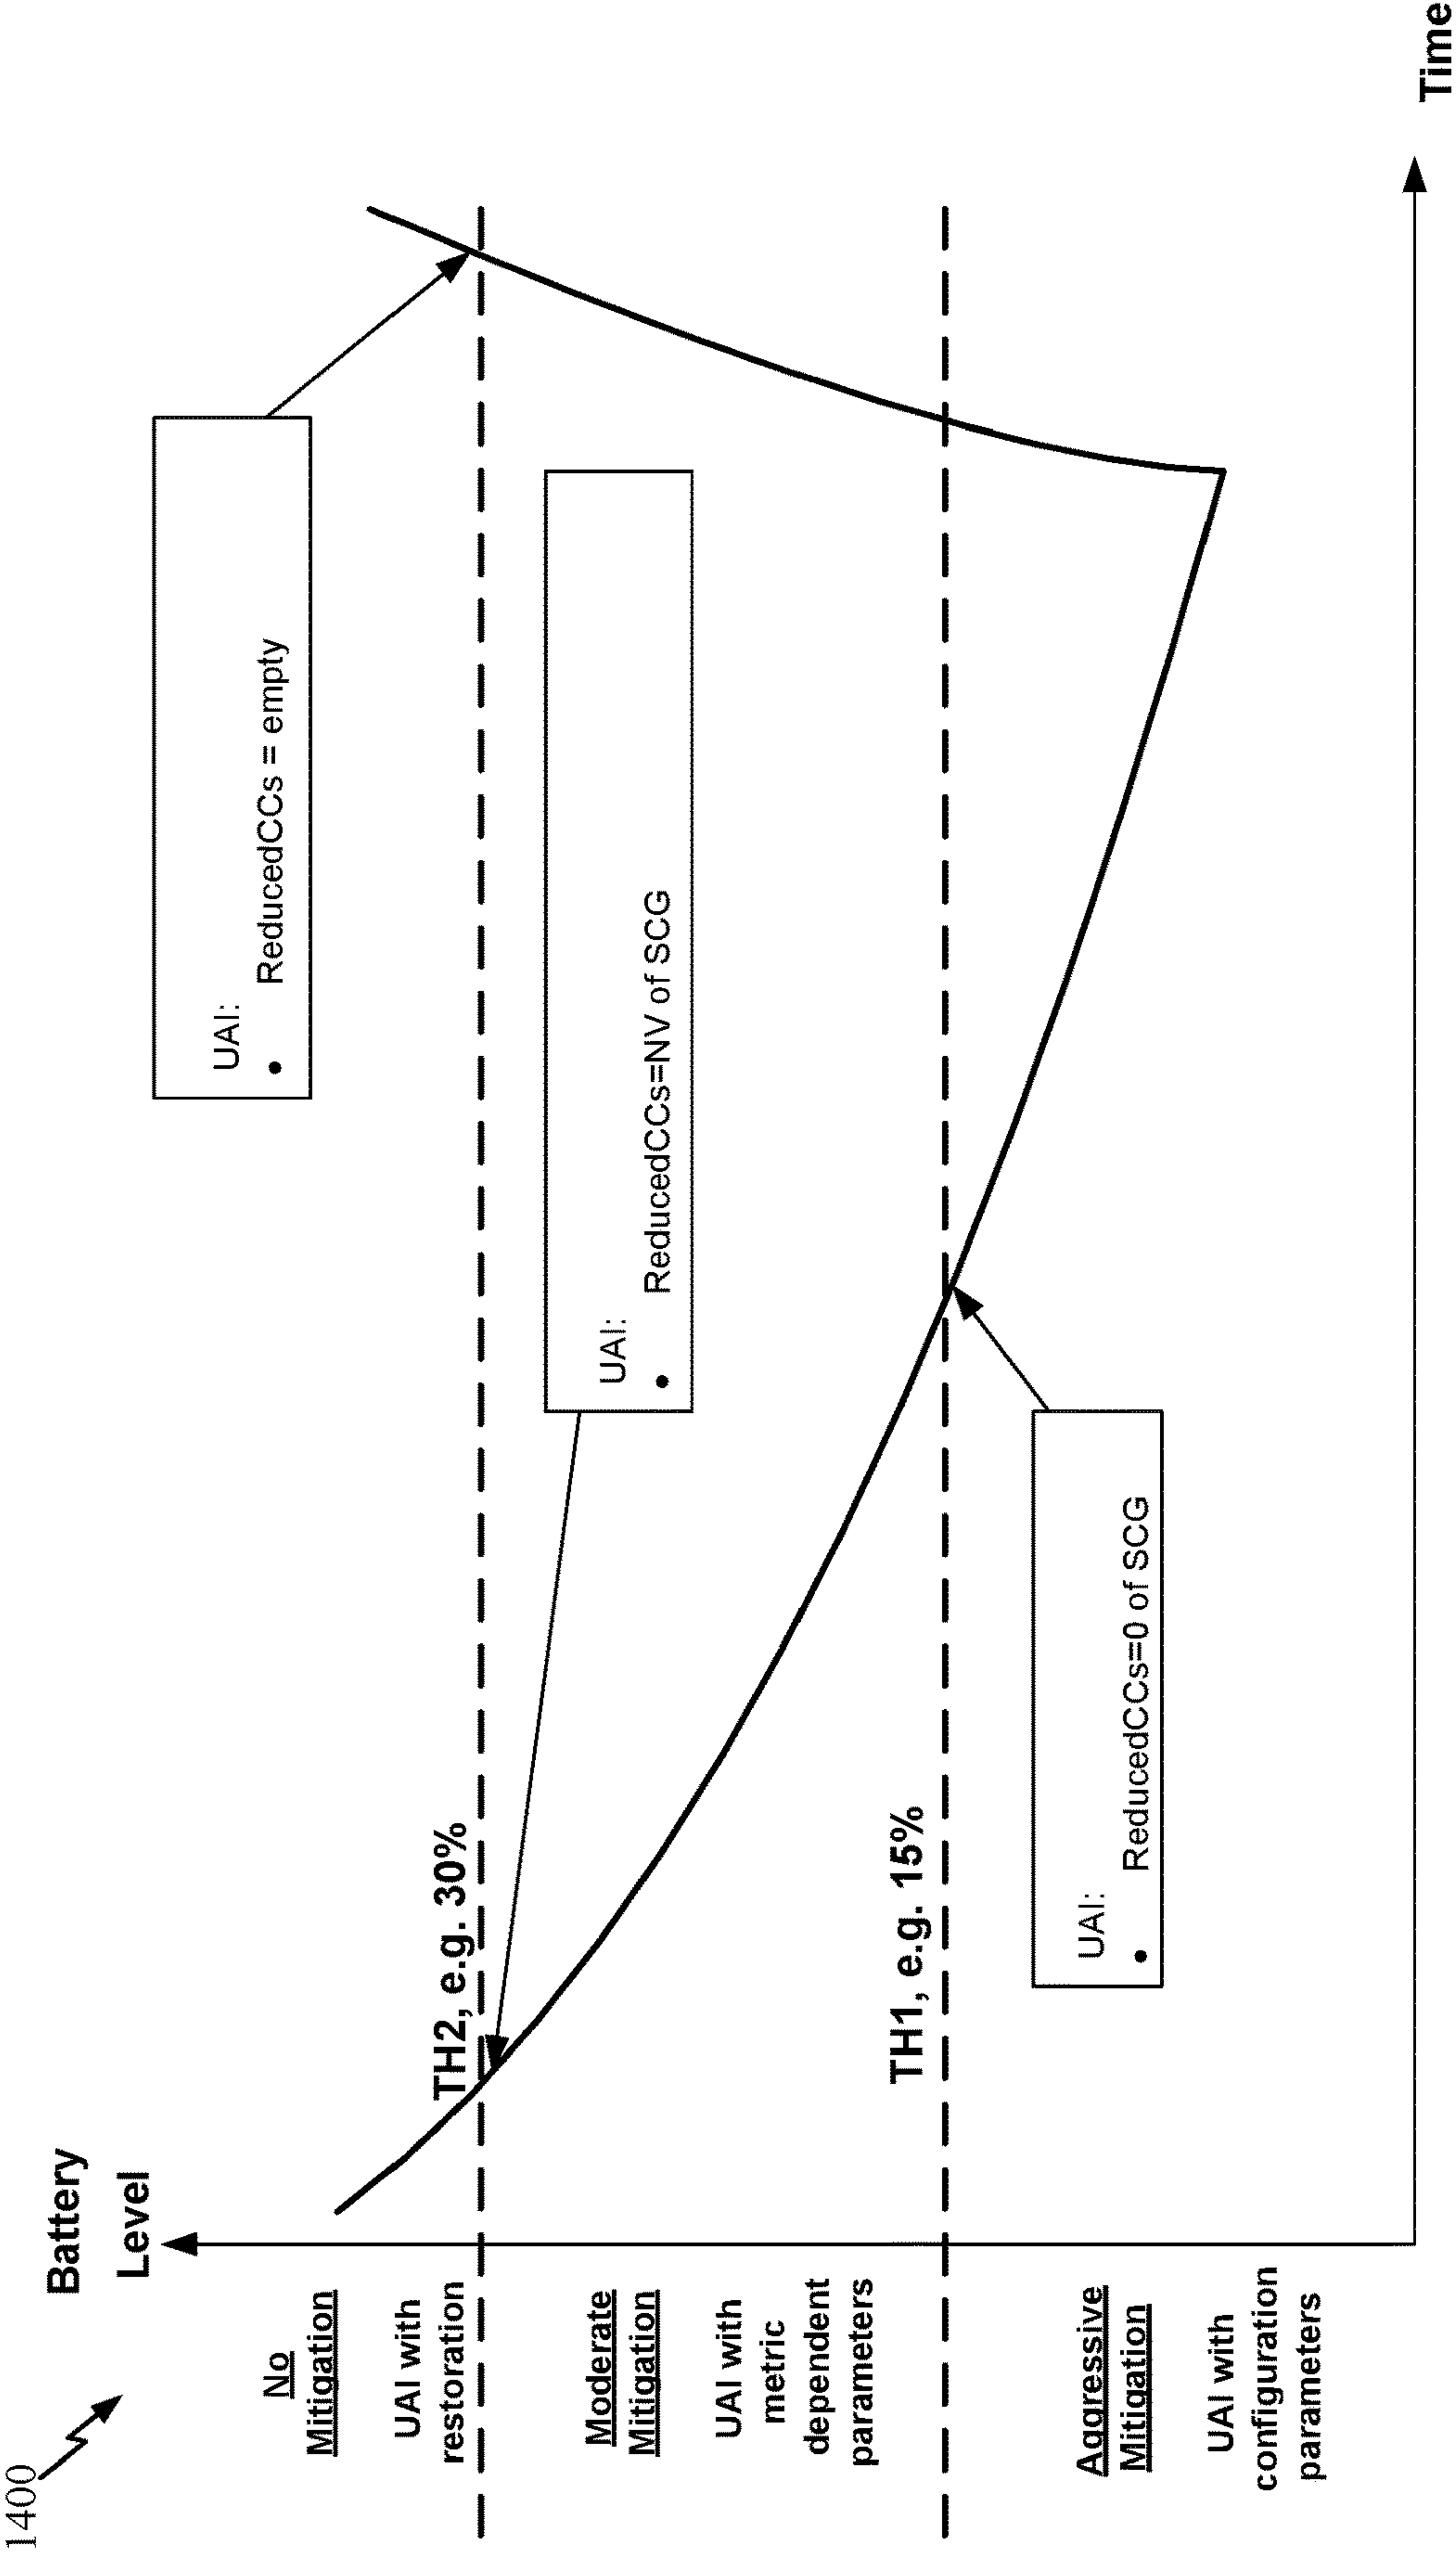 1400
Battery
Level
No
Mitigation
UAI with
restoration
Moderate
Mitigation
UAI with
metric
dependent
parameters
Aggressive
Mitigation
UAI with
configuration
parameters
TH2, e.g. 30%
TH1, e.g. 15%
UAI:
• ReducedCCs = empty
UAI:
• ReducedCCs=NV of SCG
UAI:
• ReducedCCs=0 of SCG
Time